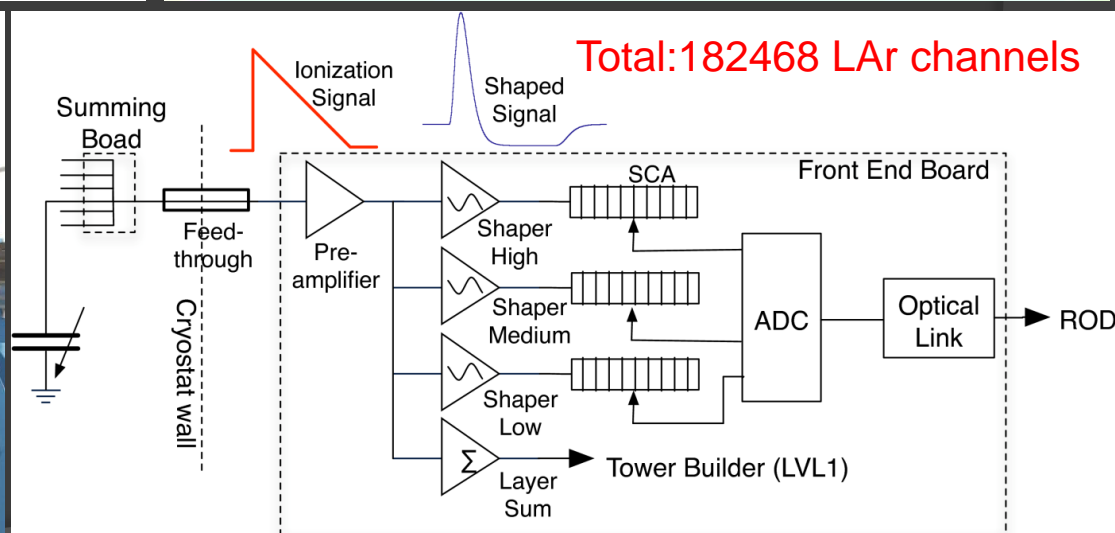 Total:182468 LAr channels
Ionization
Signal
Shaped
Signal
Summing
Boad
Front End Board
SCA
Feed-
through
Pre-
amplifier
Shaper
High
Shaper
Medium
Shaper
Low
Σ
Layer
Sum
ADC
Optical
Link
ROD
Cryostat wall
Tower Builder (LVL1)